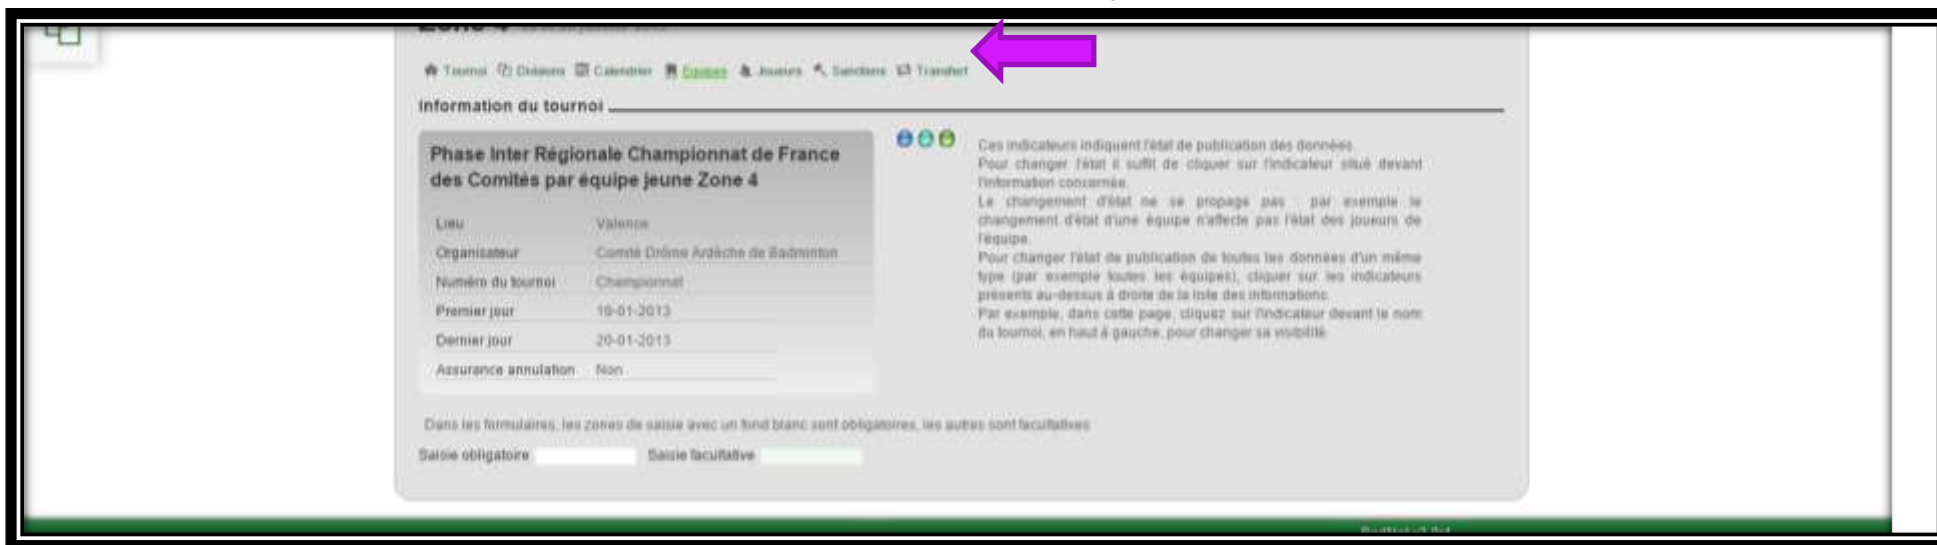 Zone 4
Tournoi Divisions Calendrier Equipes Joueurs Sanctions Transfert
Information du tournoi
Phase Inter Régionale Championnat de France
des Comités par équipe jeune Zone 4
Lieu Valence
Organisateur Comité Drôme Ardèche de Badminton
Numéro du tournoi Championnat
Premier jour 19-01-2013
Dernier jour 20-01-2013
Assurance annulation Non
Ces indicateurs indiquent l'état de publication des données.
Pour changer l'état il suffit de cliquer sur l'indicateur situé devant
l'information concernée.
Le changement d'état ne se propage pas : par exemple le
changement d'état d'une équipe n'affecte pas l'état des joueurs de
l'équipe.
Pour changer l'état de publication de toutes les données d'un même
type (par exemple toutes les équipes), cliquer sur les indicateurs
présents au-dessus à droite de la liste des informations.
Par exemple, dans cette page, cliquez sur l'indicateur devant le nom
du tournoi, en haut à gauche, pour changer sa visibilité
Dans les formulaires, les zones de saisie avec un fond blanc sont obligatoires, les autres sont facultatives
Saisie obligatoire Saisie facultative